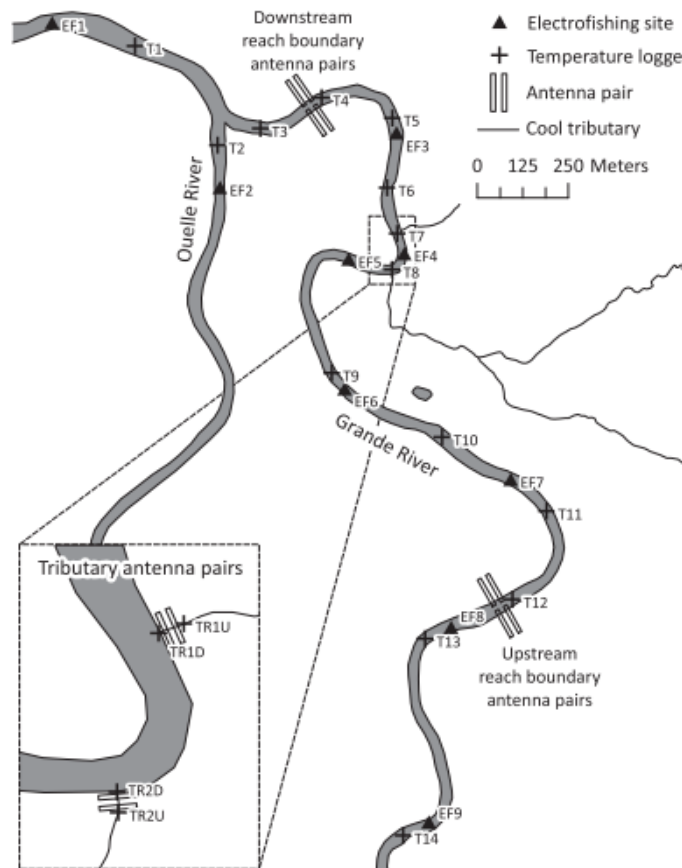 EF1
T1
Downstream
reach boundary
antenna pairs
Electrofishing site
Temperature logge
Antenna pair
Cool tributary
0 125 250 Meters
T4
T5
T3
EF3
T2
EF2
T6
Ouelle River
T7
EF4
EF5
T8
T9
EF6
Grande River
T10
EF7
T11
T12
EF8
T13
Upstream
reach boundary
antenna pairs
Tributary antenna pairs
TR1U
TR1D
TR2D
TR2U
EF9
T14